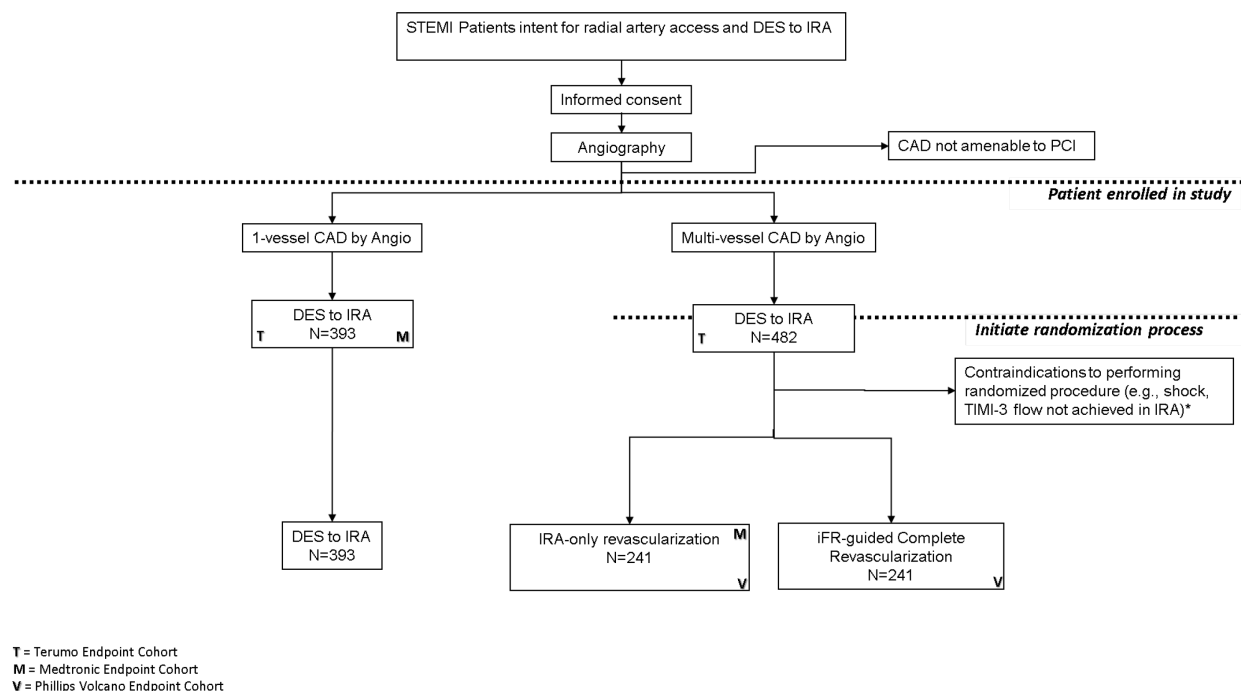 STEMI Patients intent for radial artery access and DES to IRA
Informed consent
Angiography
CAD not amenable to PCI
Patient enrolled in study
1-vessel CAD by Angio
Multi-vessel CAD by Angio
DES to IRA
N=393
T
M
DES to IRA
N=482
T
Initiate randomization process
Contraindications to performing
randomized procedure (e.g., shock,
TIMI-3 flow not achieved in IRA)*
DES to IRA
N=393
IRA-only revascularization
N=241
M
V
iFR-guided Complete
Revascularization
N=241
V
T = Terumo Endpoint Cohort
M = Medtronic Endpoint Cohort
V = Phillips Volcano Endpoint Cohort